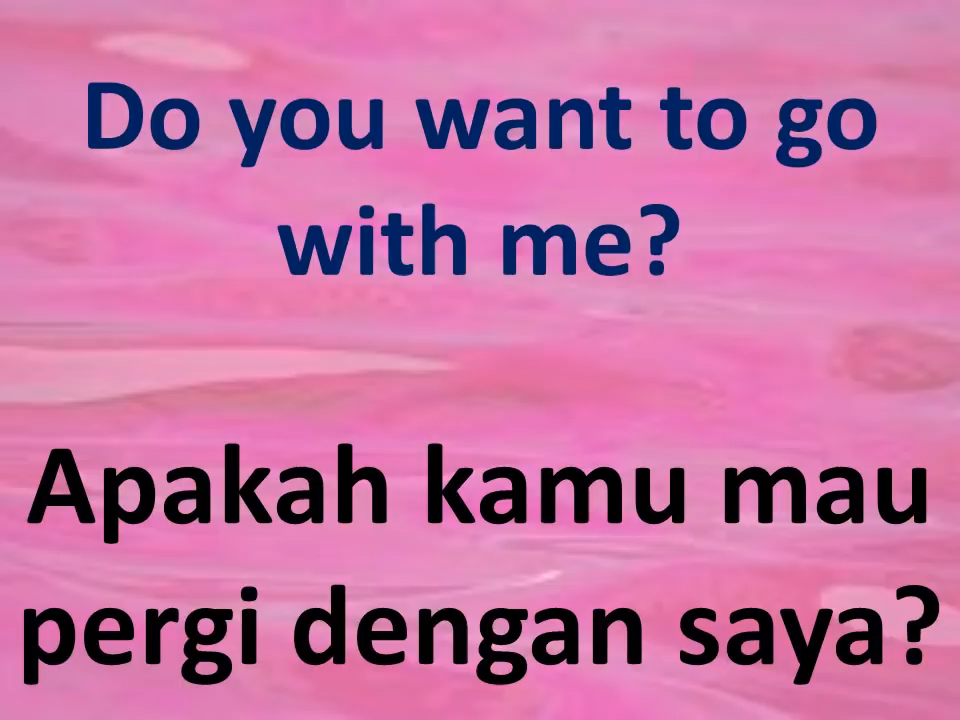 Do you want to go
with me?
Apakah kamu mau
pergi dengan saya?